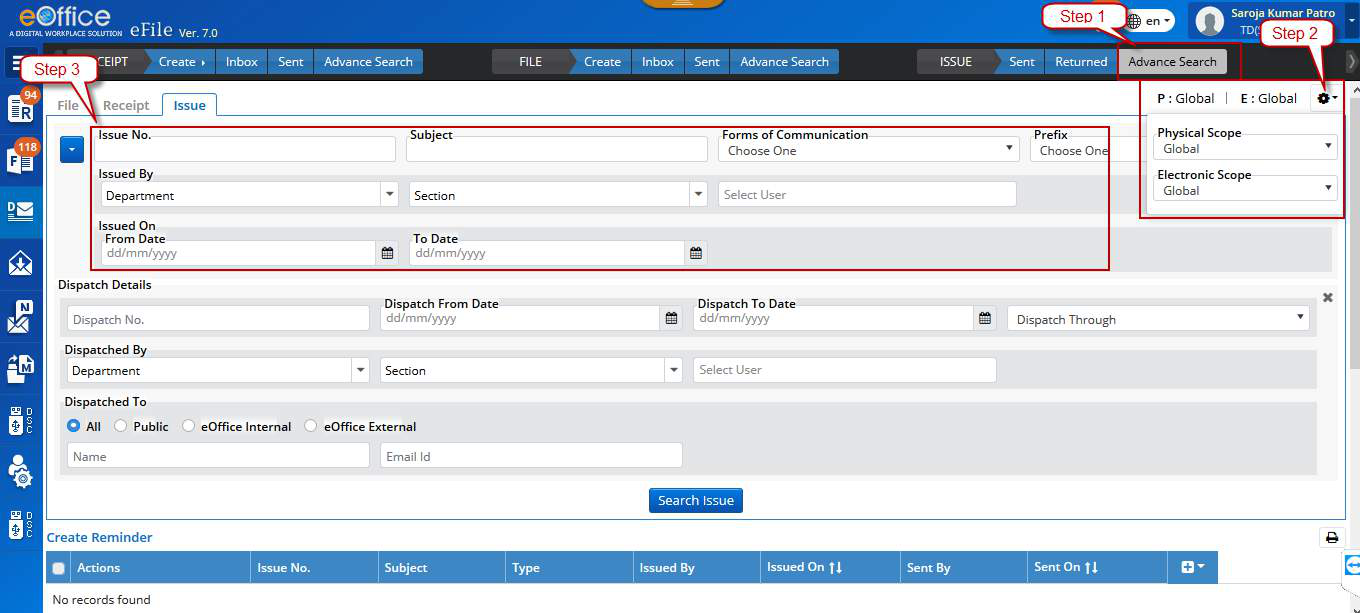 eOffice
A DIGITAL WORKPLACE SOLUTION eFile Ver. 7.0
Step 1
en
Saroja Kumar Patro
TD(S
Step 2
Step 3
CEIPT Create Inbox Sent Advance Search FILE Create Inbox Sent Advance Search ISSUE Sent Returned Advance Search
94
R
118
F
D
N
M
DSC
DSC
File Receipt Issue
P : Global | E : Global
Physical Scope
Global
Electronic Scope
Global
Issue No. Subject Forms of Communication Prefix
Choose One Choose One
Issued By
Department Section Select User
Issued On
From Date To Date
dd/mm/yyyy dd/mm/yyyy
Dispatch Details
Dispatch From Date Dispatch To Date
Dispatch No. dd/mm/yyyy dd/mm/yyyy Dispatch Through
Dispatched By
Department Section Select User
Dispatched To
All Public eOffice Internal eOffice External
Name Email Id
Search Issue
Create Reminder
Actions Issue No. Subject Type Issued By Issued On Sent By Sent On
No records found